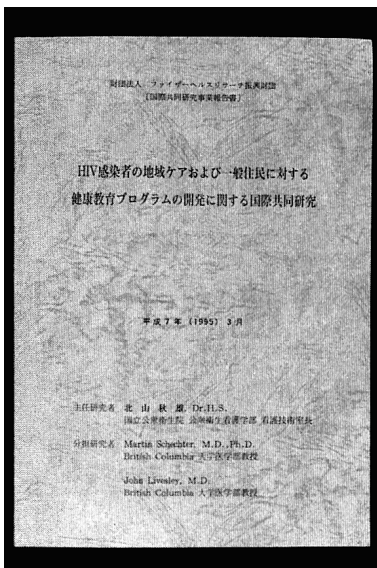 財団法人 ファイザーヘルスリサーチ振興財団
〔国際共同研究事業報告書〕
HIV感染者の地域ケアおよび一般住民に対する
健康教育プログラムの開発に関する国際共同研究
平成7年 (1995) 3月
主任研究者 北山秋雄, Dr.H.S.
国立公衆衛生院 公衆衛生看護学部 看護技術室長
分担研究者 Martin Schechter, M.D.,Ph.D.
British Columbia 大学医学部教授
John Livesley, M.D.
British Columbia 大学医学部教授